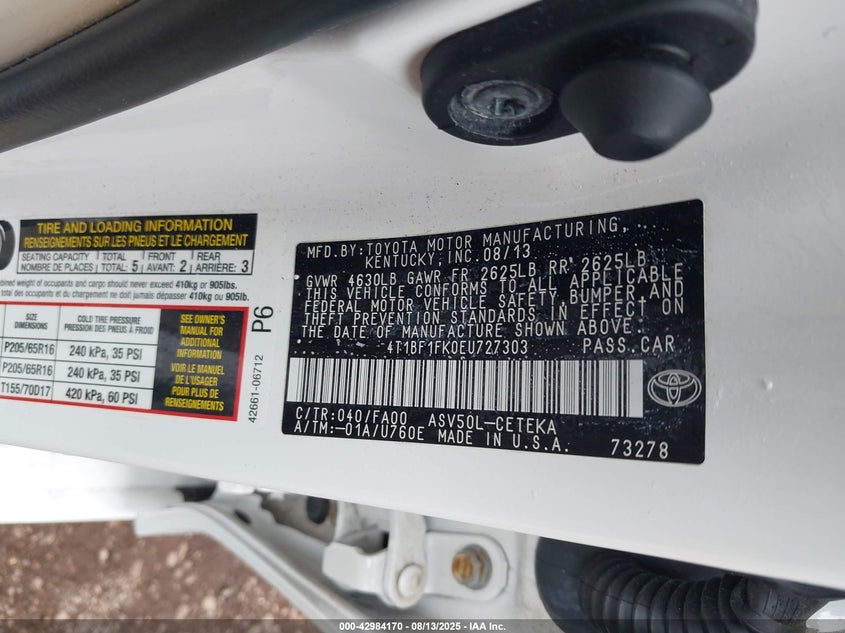 TIRE AND LOADING INFORMATION
RENSEIGNEMENTS SUR LES PNEUS ET LE CHARGEMENT
SEATING CAPACITY TOTAL 5 FRONT 2 REAR 3
NOMBRE DE PLACES: TOTAL: AVANT: ARRIÈRE:
weight of occupants and cargo should never exceed 410kg or 905lbs.
total des occupants et du chargement ne doit jamais dépasser 410kg ou 905lb.
SIZE DIMENSIONS
COLD TIRE PRESSURE
PRESSION DES PNEUS À FROID
P205/65R16 240 kPa, 35 PSI
P205/65R16 240 kPa, 35 PSI
T155/70D17 420 kPa, 60 PSI
SEE OWNER'S
MANUAL FOR
ADDITIONAL
INFORMATION
VOIR LE MANUEL
DE L'USAGER
POUR PLUS DE
RENSEIGNEMENTS
42661-06712
P6
MFD.BY:TOYOTA MOTOR MANUFACTURING,
KENTUCKY, INC. 08/13
GVWR 4630LB GAWR FR 2625LB RR 2625LB
THIS VEHICLE CONFORMS TO ALL APPLICABLE
FEDERAL MOTOR VEHICLE SAFETY, BUMPER, AND
THEFT PREVENTION STANDARDS IN EFFECT ON
THE DATE OF MANUFACTURE SHOWN ABOVE.
4T1BF1FK0EU727303 PASS.CAR
C/TR:040/FA00 ASV50L-CETEKA
A/TM:-01A/U760E MADE IN U.S.A.
73278
TOYOTA
000-42984170 - 08/13/2025 - IAA Inc.